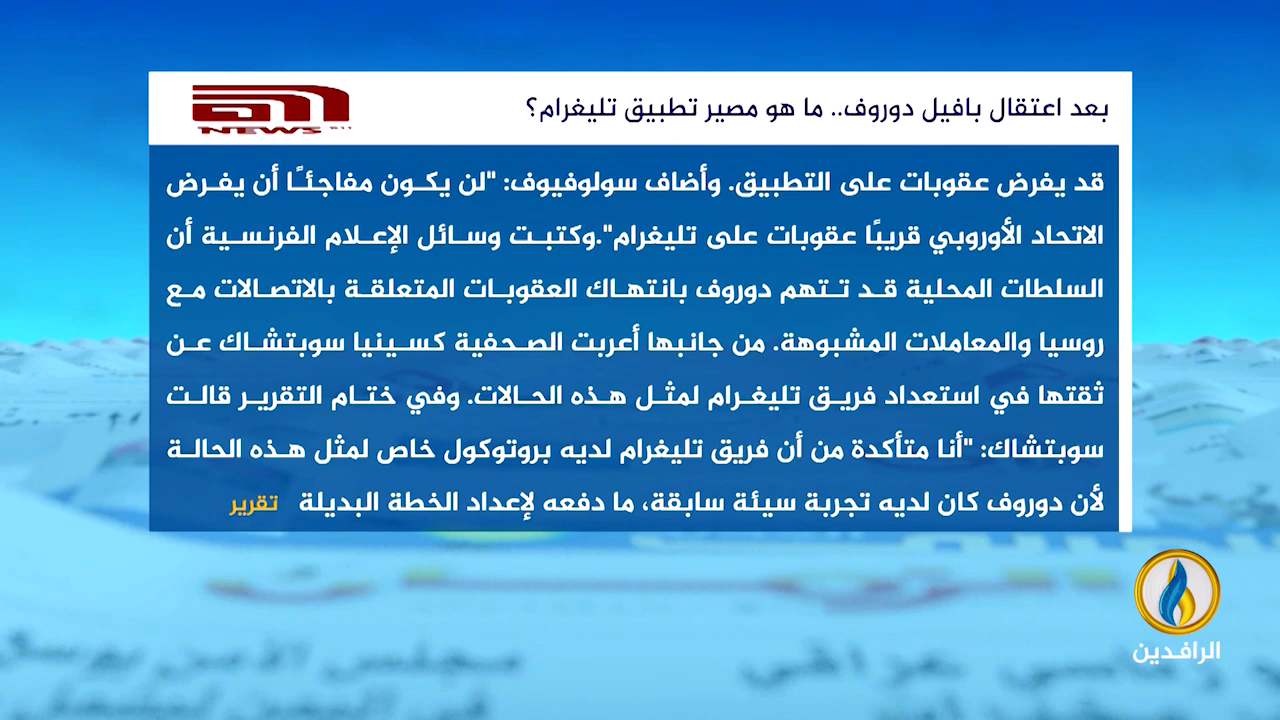 بعد اعتقال بافيل دوروف.. ما هو مصير تطبيق تليغرام؟
NEWS
قد يفرض عقوبات على التطبيق. وأضاف سولوفيوف: "لن يكون مفاجئًا أن يفرض
الاتحاد الأوروبي قريبًا عقوبات على تليغرام".وكتبت وسائل الإعلام الفرنسية أن
السلطات المحلية قد تتهم دوروف بانتهاك العقوبات المتعلقة بالاتصالات مع
روسيا والمعاملات المشبوهة. من جانبها أعربت الصحفية كسينيا سوبتشاك عن
ثقتها في استعداد فريق تليغرام لمثل هذه الحالات. وفي ختام التقرير قالت
سوبتشاك: "أنا متأكدة من أن فريق تليغرام لديه بروتوكول خاص لمثل هذه الحالة
لأن دوروف كان لديه تجربة سيئة سابقة، ما دفعه لإعداد الخطة البديلة تقرير
الرافدين
مجلس الأمن